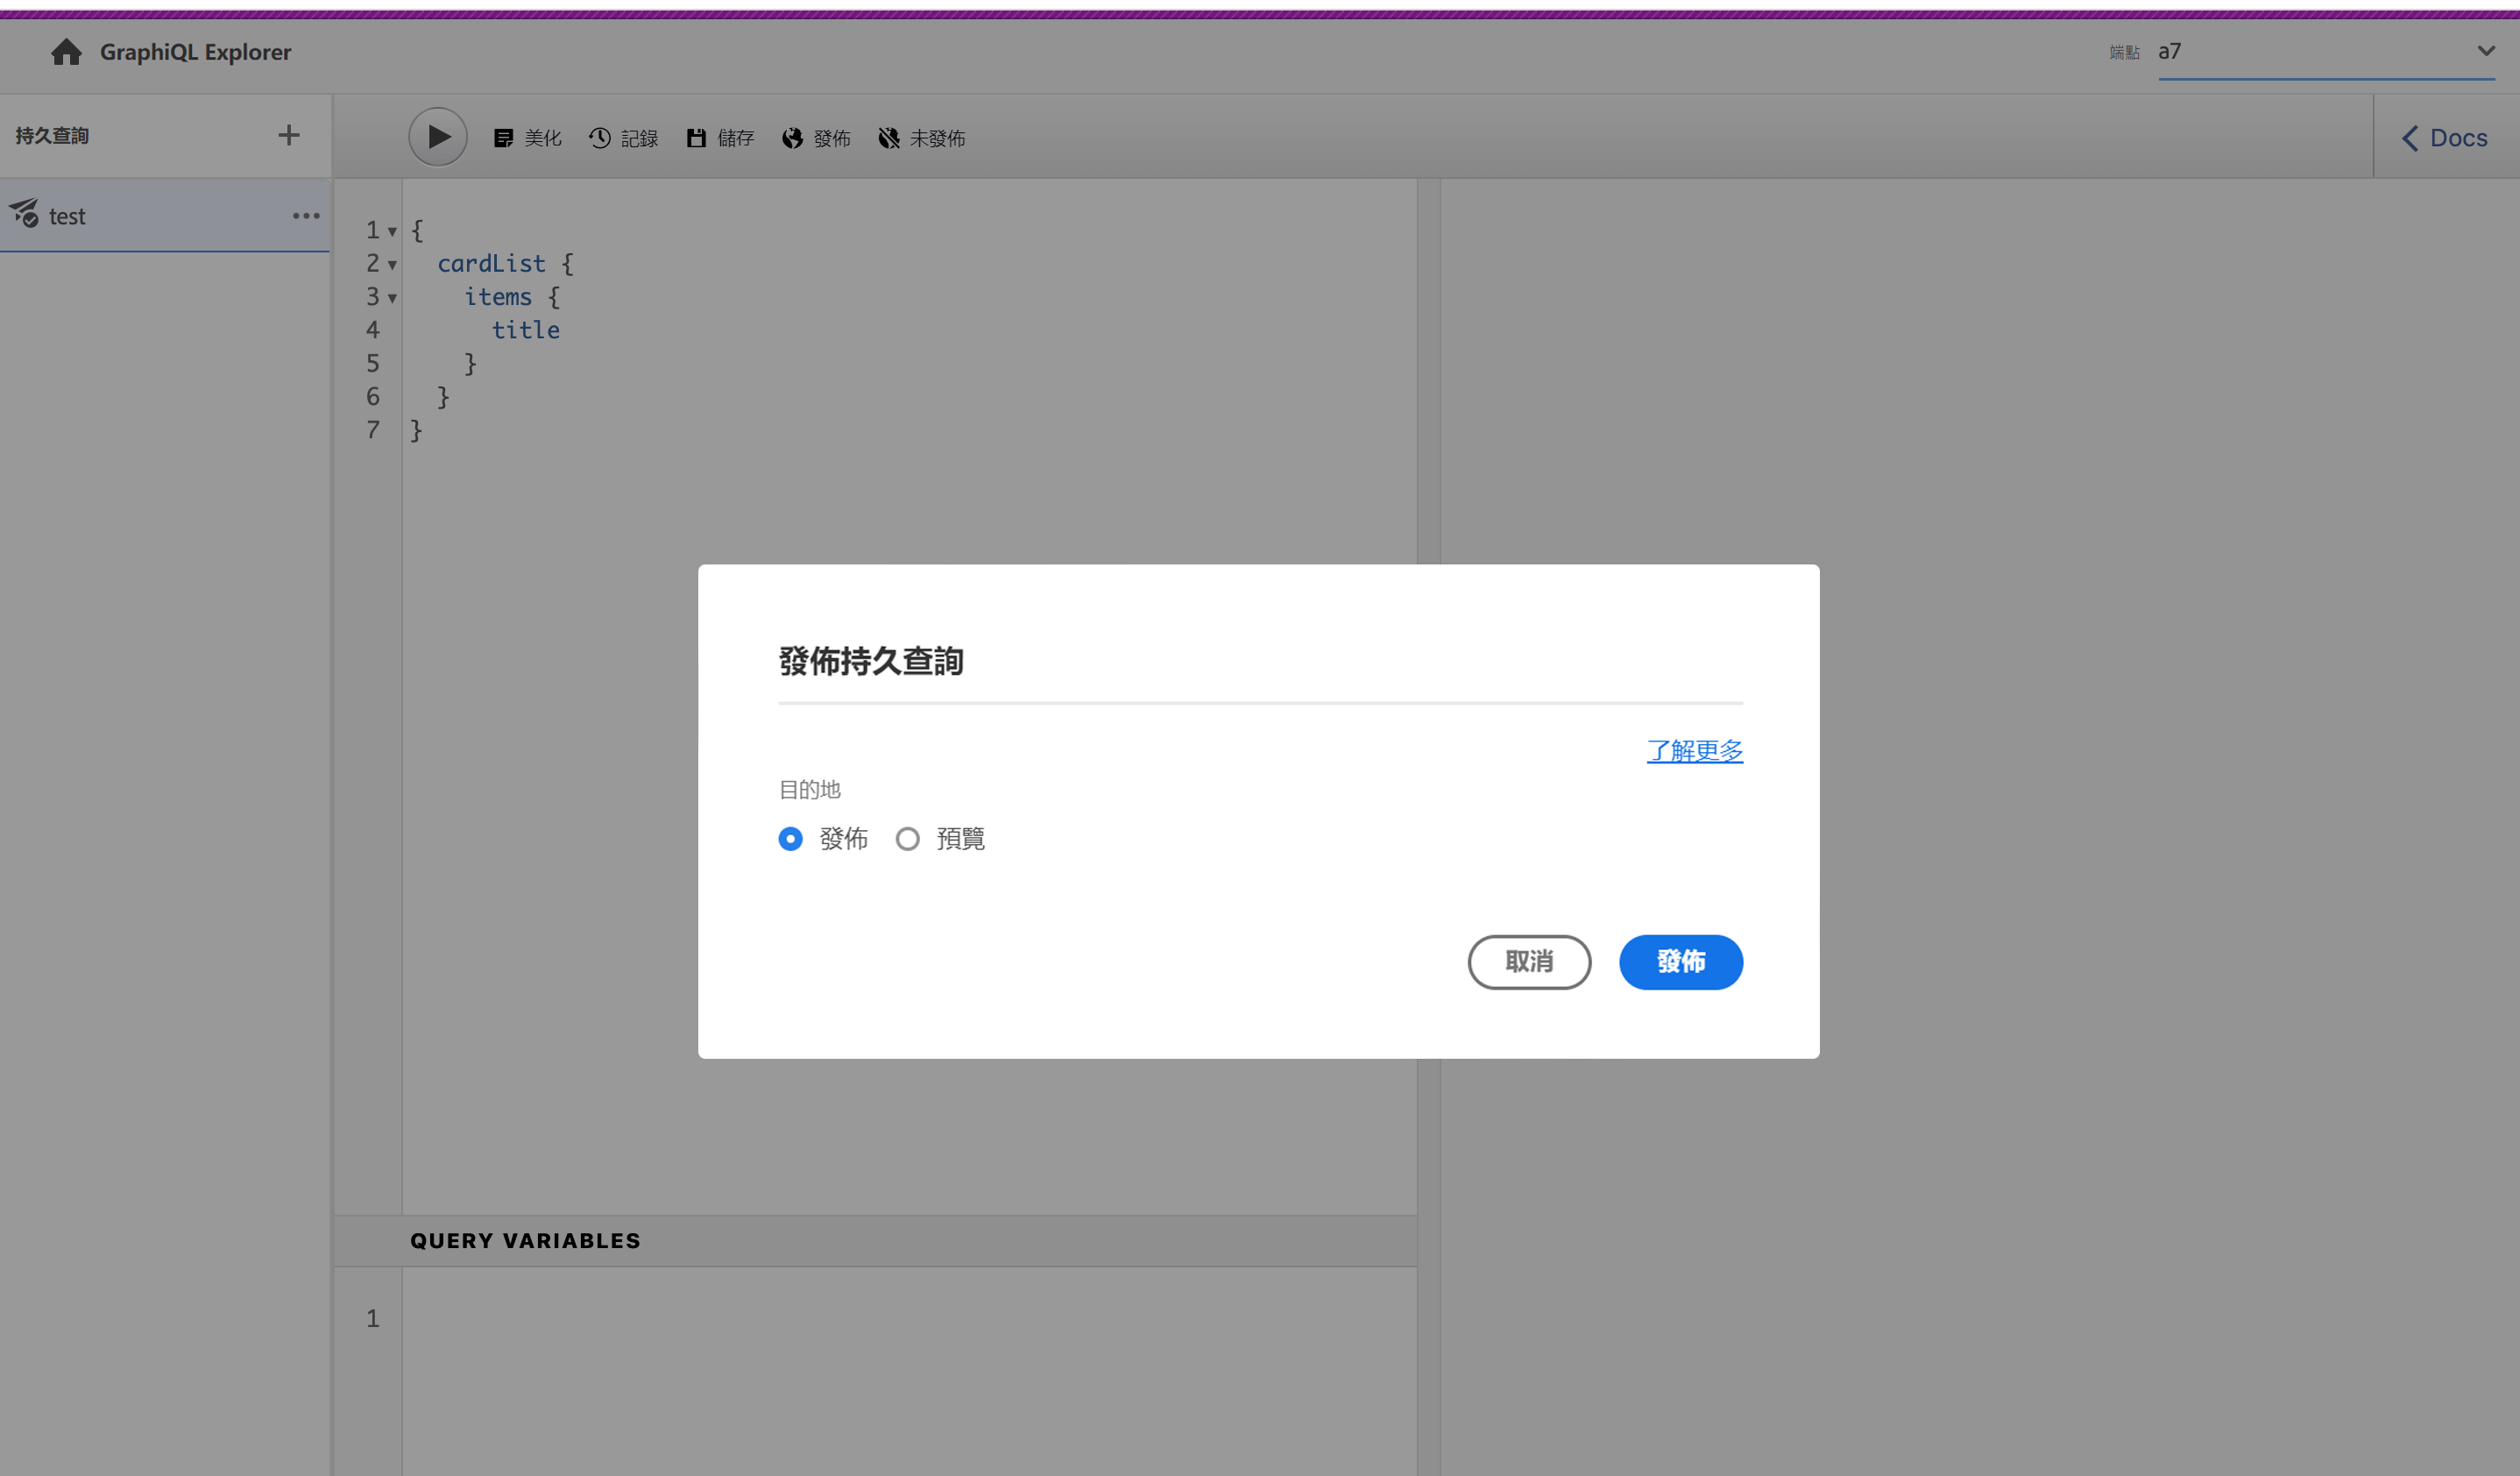 GraphiQL Explorer
端點 a7
持久查詢
美化 記錄 儲存 發佈 未發佈
Docs
test
1 {
2 cardList {
3 items {
4 title
5 }
6 }
7 }
發佈持久查詢
了解更多
目的地
發佈 預覽
取消 發佈
QUERY VARIABLES
1